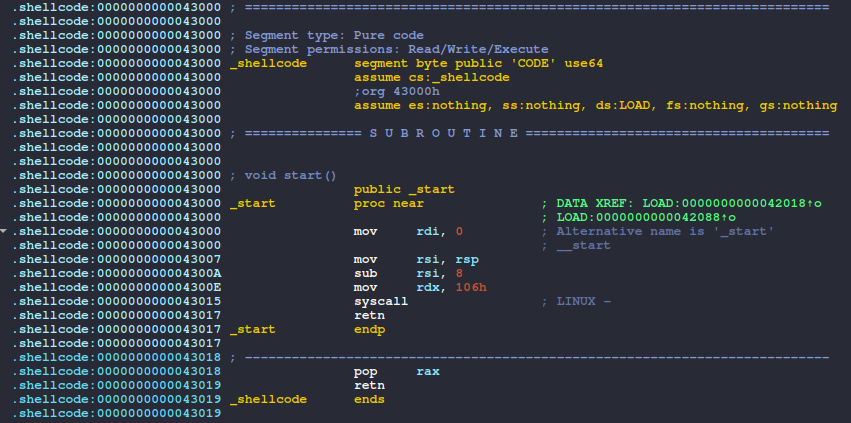 .shellcode:0000000000043000 ; ===========================================================================
.shellcode:0000000000043000
.shellcode:0000000000043000 ; Segment type: Pure code
.shellcode:0000000000043000 ; Segment permissions: Read/Write/Execute
.shellcode:0000000000043000 _shellcode segment byte public 'CODE' use64
.shellcode:0000000000043000 assume cs:_shellcode
.shellcode:0000000000043000 ;org 43000h
.shellcode:0000000000043000 assume es:nothing, ss:nothing, ds:LOAD, fs:nothing, gs:nothing
.shellcode:0000000000043000
.shellcode:0000000000043000 ; =============== S U B R O U T I N E =======================================
.shellcode:0000000000043000
.shellcode:0000000000043000
.shellcode:0000000000043000 ; void start()
.shellcode:0000000000043000 public _start
.shellcode:0000000000043000 _start proc near ; DATA XREF: LOAD:0000000000042018↑o
.shellcode:0000000000043000 ; LOAD:0000000000042088↑o
.shellcode:0000000000043000 mov rdi, 0 ; Alternative name is '_start'
.shellcode:0000000000043000 ; __start
.shellcode:0000000000043007 mov rsi, rsp
.shellcode:000000000004300A sub rsi, 8
.shellcode:000000000004300E mov rdx, 106h
.shellcode:0000000000043015 syscall ; LINUX -
.shellcode:0000000000043017 retn
.shellcode:0000000000043017 _start endp
.shellcode:0000000000043017
.shellcode:0000000000043018 ; ---------------------------------------------------------------------------
.shellcode:0000000000043018 pop rax
.shellcode:0000000000043019 retn
.shellcode:0000000000043019 _shellcode ends
.shellcode:0000000000043019